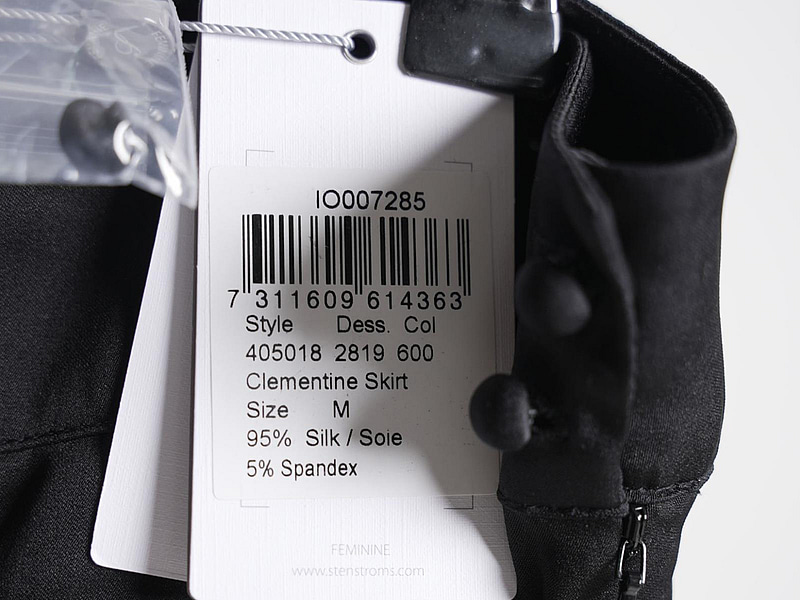 IO007285
7 311609 614363
Style Dess. Col
405018 2819 600
Clementine Skirt
Size M
95% Silk / Soie
5% Spandex
FEMININE
www.stenstroms.com